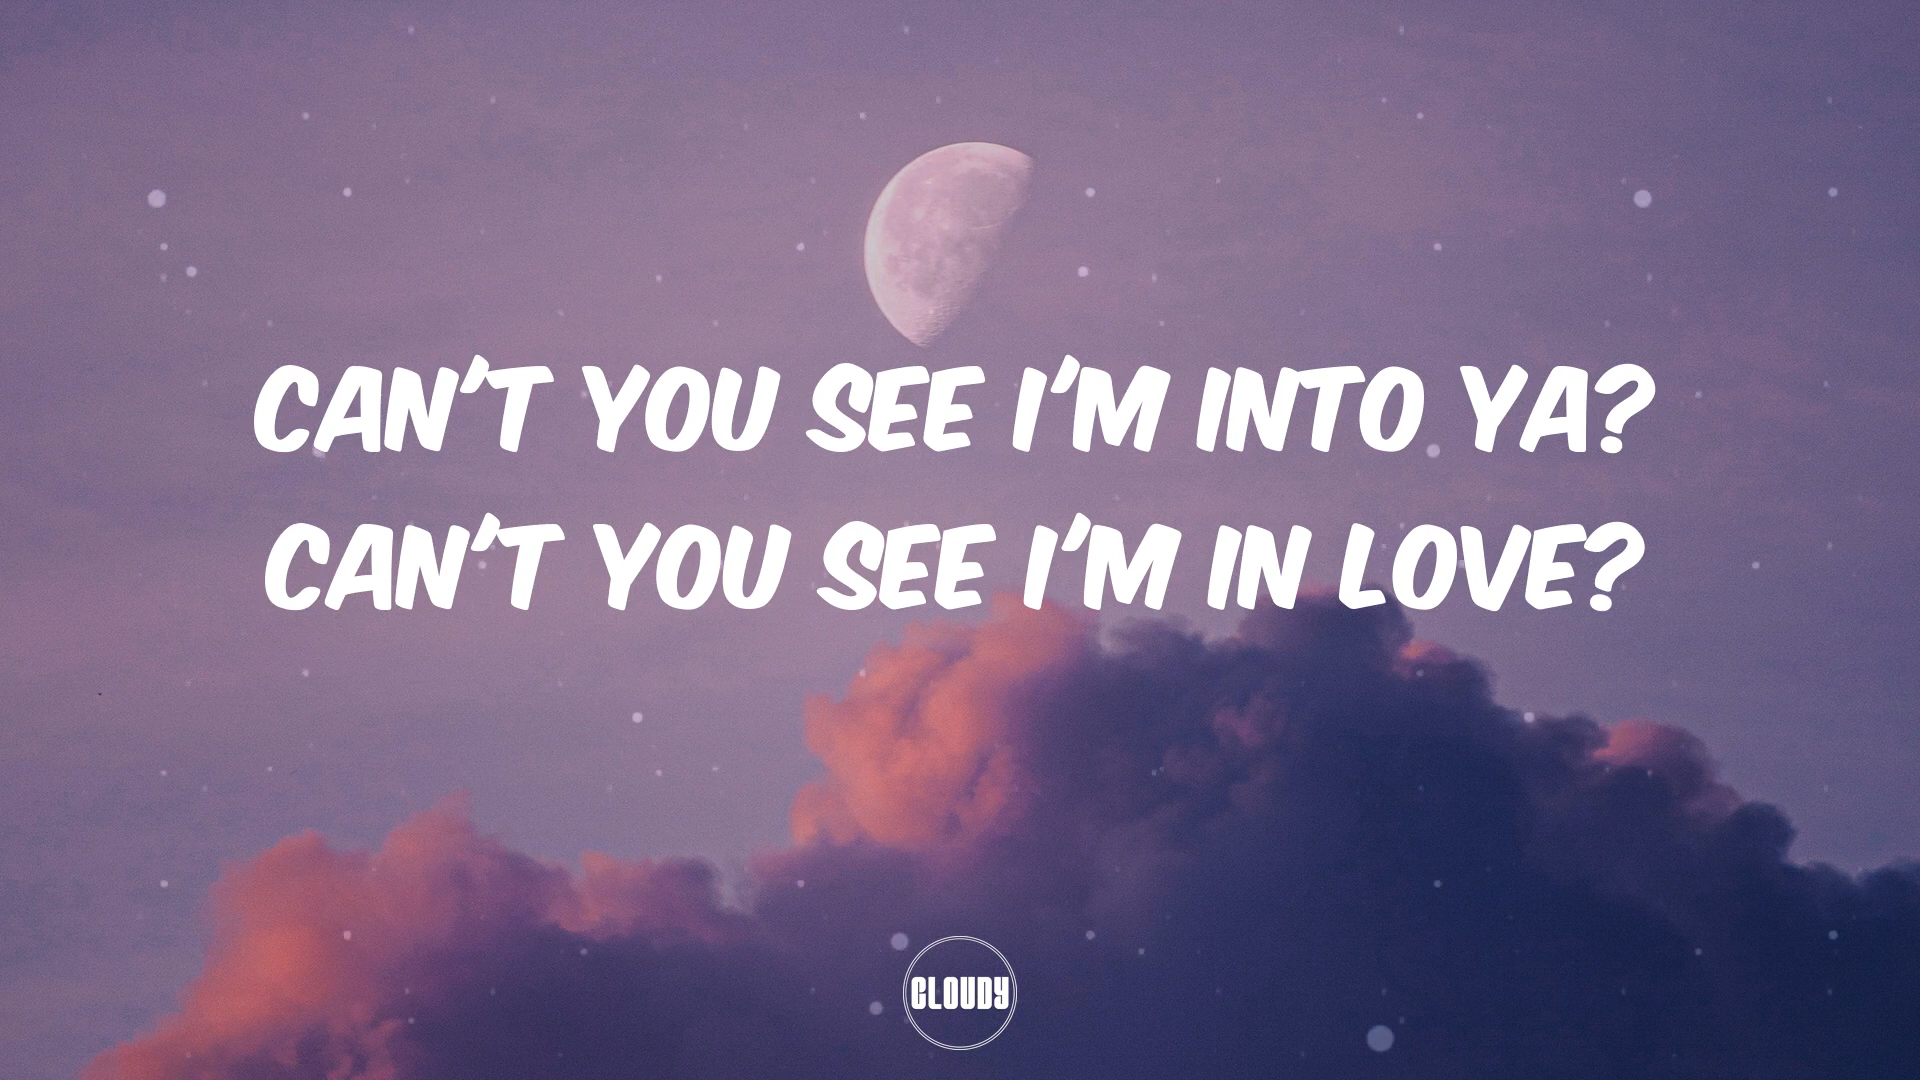 CAN'T YOU SEE I'M INTO YA?
CAN'T YOU SEE I'M IN LOVE?
CLOUDY